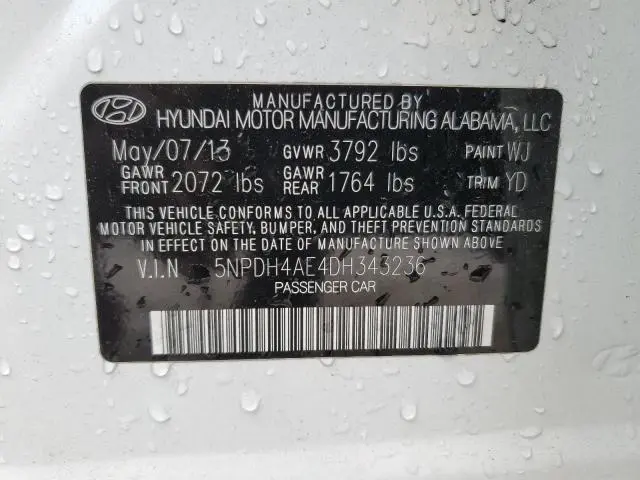 MANUFACTURED BY
HYUNDAI MOTOR MANUFACTURING ALABAMA, LLC
May/07/13 GVWR 3792 lbs PAINT WJ
GAWR FRONT 2072 lbs GAWR REAR 1764 lbs TRIM YD
THIS VEHICLE CONFORMS TO ALL APPLICABLE U.S.A. FEDERAL
MOTOR VEHICLE SAFETY, BUMPER, AND THEFT PREVENTION
STANDARDS IN EFFECT ON THE DATE OF MANUFACTURE SHOWN ABOVE
V.I.N 5NPDH4AE4DH343236
PASSENGER CAR